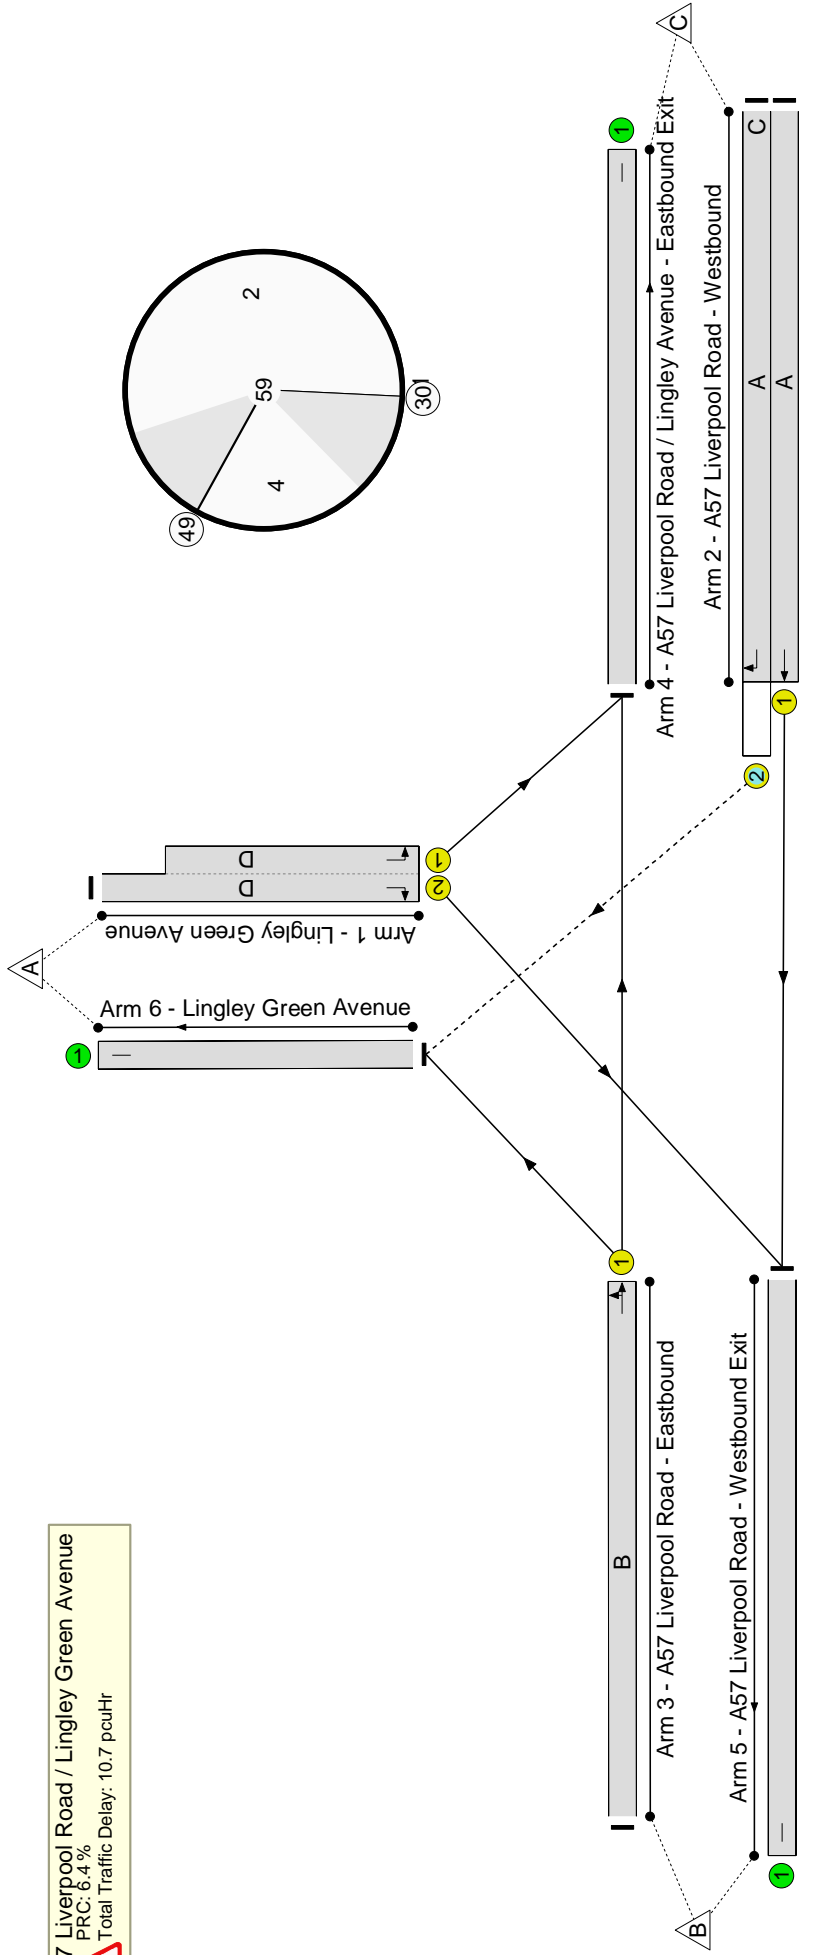 7 Liverpool Road / Lingley Green Avenue
PRC: 6.4 %
Total Traffic Delay: 10.7 pcuHr
A
Arm 1 - Lingley Green Avenue
D
D
1
2
Arm 6 - Lingley Green Avenue
1
2
59
4
49
301
C
1
Arm 4 - A57 Liverpool Road / Lingley Avenue - Eastbound Exit
Arm 2 - A57 Liverpool Road - Westbound
C
A
A
1
2
1
B
Arm 3 - A57 Liverpool Road - Eastbound
Arm 5 - A57 Liverpool Road - Westbound Exit
1
B